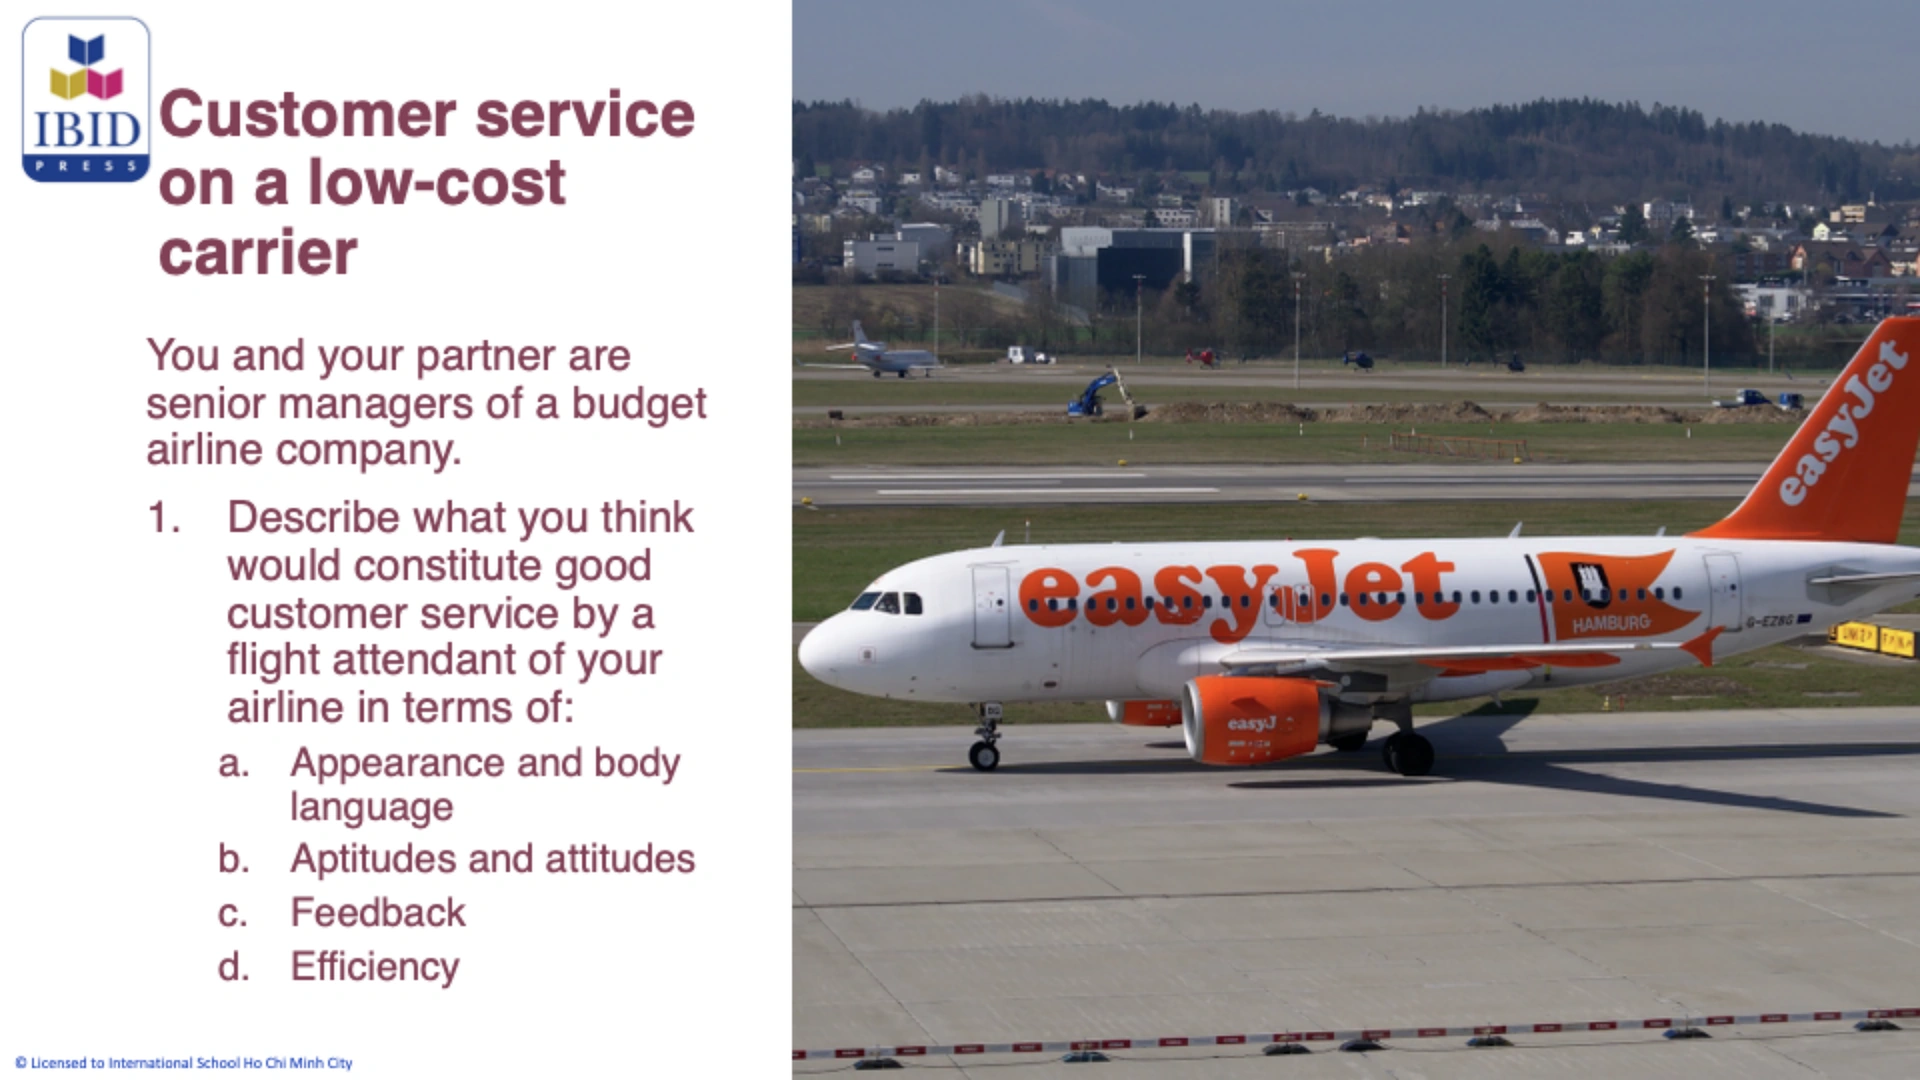 IBID
PRESS
Customer service
on a low-cost
carrier
You and your partner are
senior managers of a budget
airline company.
1. Describe what you think
would constitute good
customer service by a
flight attendant of your
airline in terms of:
a. Appearance and body
language
b. Aptitudes and attitudes
c. Feedback
d. Efficiency
© Licensed to International School Ho Chi Minh City
easyJet
easyJet
HAMBURG
G-EZBG
easyJ
BG